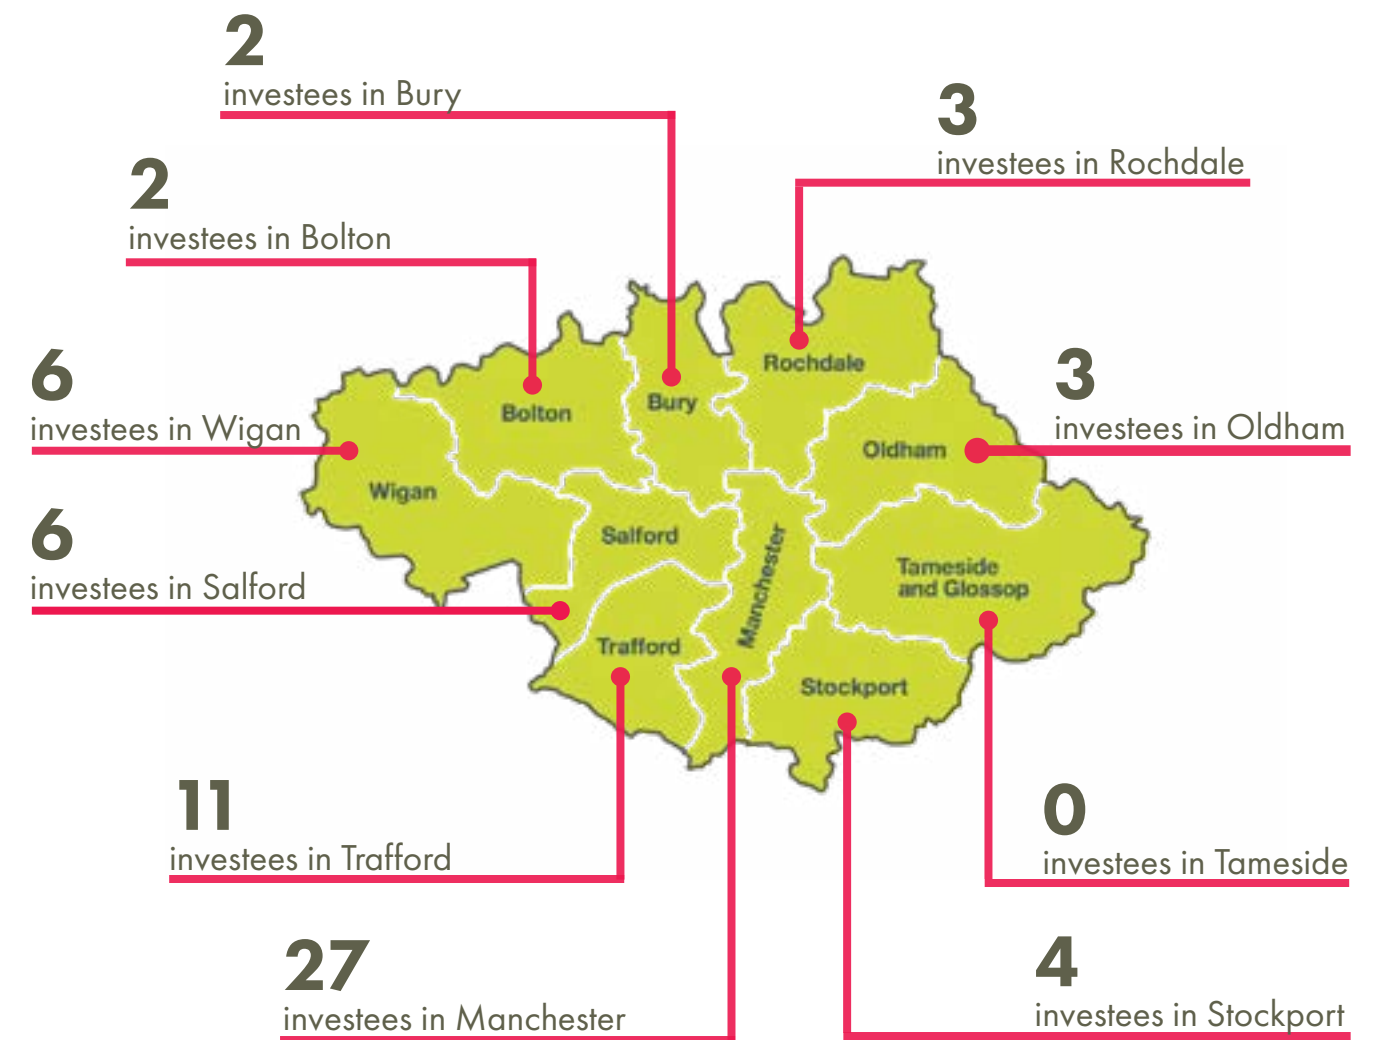 2
investees in Bury
3
investees in Rochdale
2
investees in Bolton
6
investees in Wigan
3
investees in Oldham
Rochdale
Bury
Bolton
Oldham
Wigan
6
investees in Salford
Salford
Manchester
Tameside
and Glossop
Trafford
Stockport
11
investees in Trafford
0
investees in Tameside
27
investees in Manchester
4
investees in Stockport